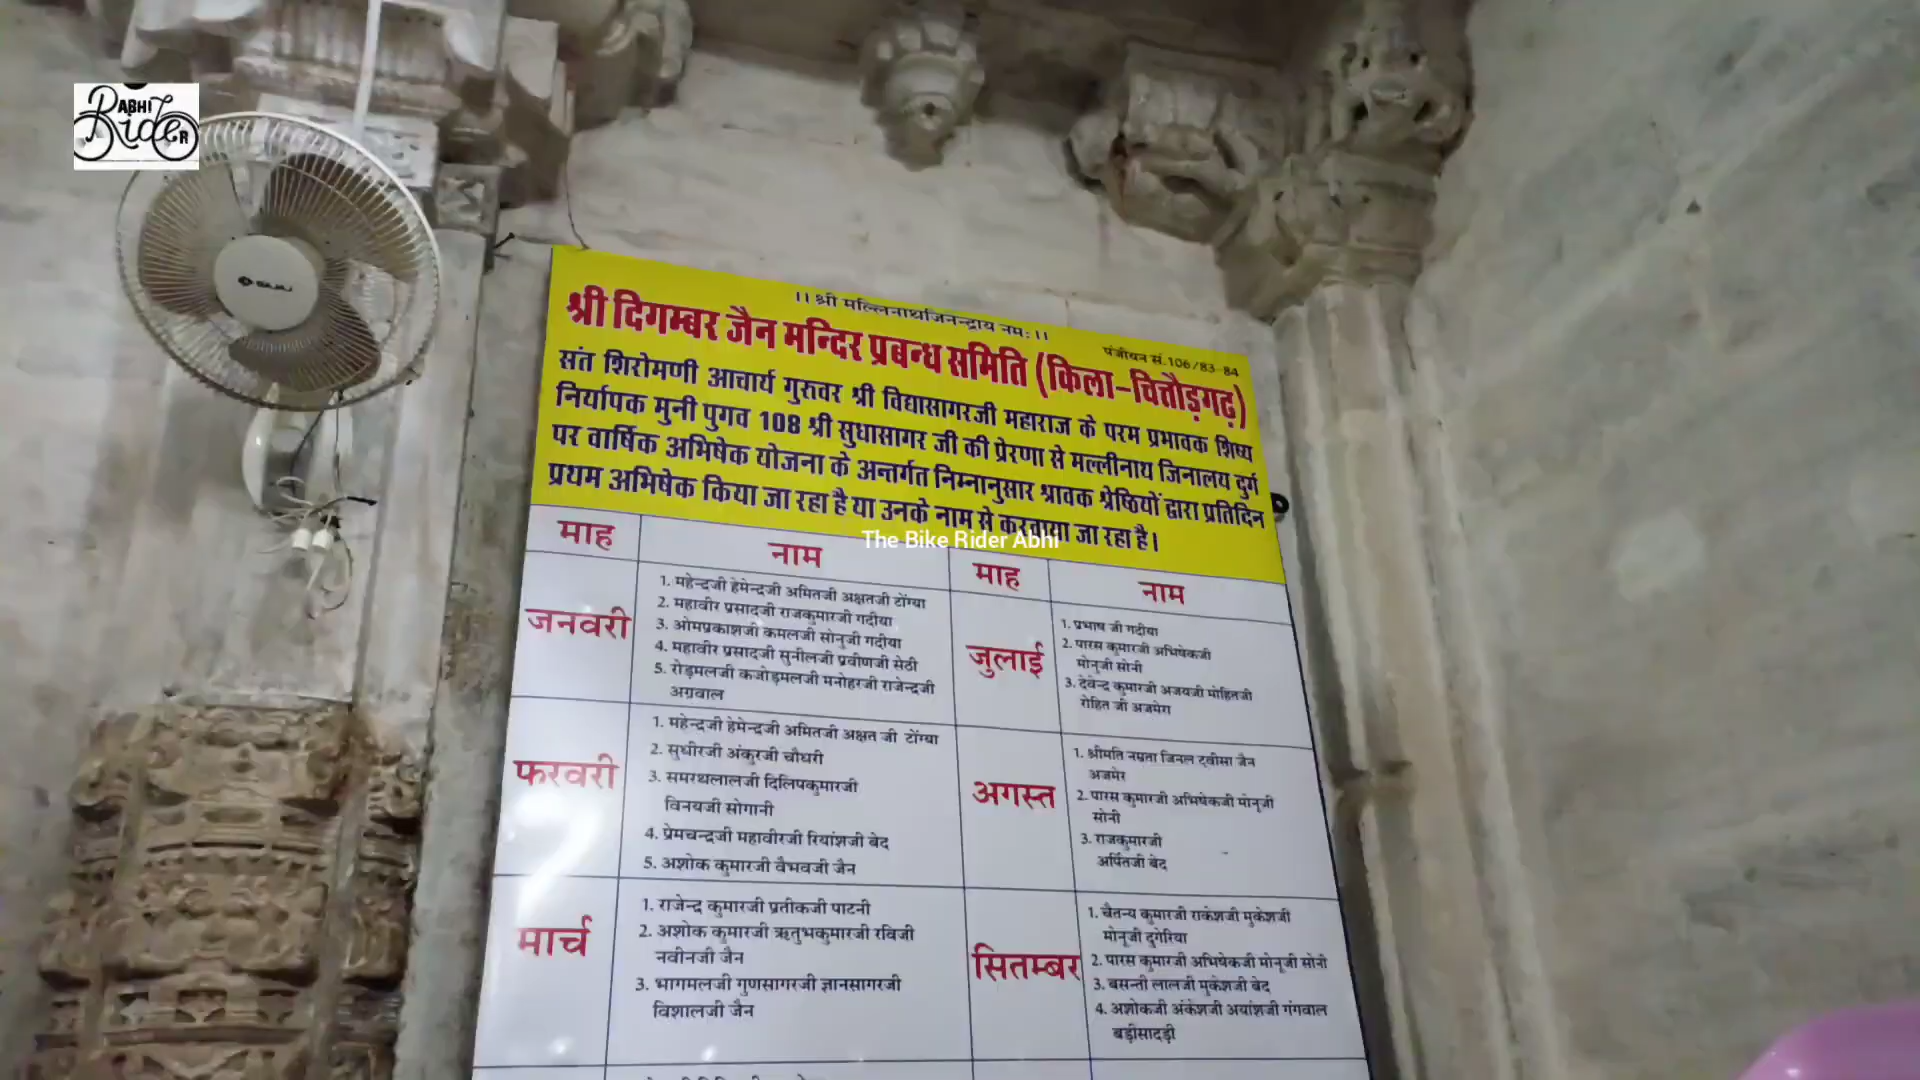 ABHI
RideR
BAJAJ
।। श्री मल्लिनाथजिनन्द्राय नमः ।।
पंजीयन सं. 106/83-84
श्री दिगम्बर जैन मन्दिर प्रबन्ध समिति (किला-चित्तौड़गढ़)
संत शिरोमणी आचार्य गुरुवर श्री विद्यासागरजी महाराज के परम प्रभावक शिष्य
निर्यापक मुनी पुगव 108 श्री सुधासागर जी की प्रेरणा से मल्लीनाथ जिनालय दुर्ग
पर वार्षिक अभिषेक योजना के अन्तर्गत निम्नानुसार श्रावक श्रेष्ठियों द्वारा प्रतिदिन
प्रथम अभिषेक किया जा रहा है या उनके नाम से करवाया जा रहा है।
The Bike Rider Abhi
माह नाम
जनवरी
1. महेन्द्रजी हेमेन्द्रजी अमितजी अक्षतजी टोंग्या
2. महावीर प्रसादजी राजकुमारजी गदीया
3. ओमप्रकाशजी कमलजी सोनुजी गदीया
4. महावीर प्रसादजी सुनीलजी प्रवीणजी सेठी
5. रोड़मलजी कजोड़मलजी मनोहरजी राजेन्द्रजी
अग्रवाल
फरवरी
1. महेन्द्रजी हेमेन्द्रजी अमितजी अक्षत जी टोंग्या
2. सुधीरजी अंकुरजी चौधरी
3. समरथलालजी दिलिपकुमारजी
विनयजी सोगानी
4. प्रेमचन्द्रजी महावीरजी रियांशजी बेद
5. अशोक कुमारजी वैभवजी जैन
मार्च
1. राजेन्द्र कुमारजी प्रतीकजी पाटनी
2. अशोक कुमारजी ऋतुभकुमारजी रविजी
नवीनजी जैन
3. भागमलजी गुणसागरजी ज्ञानसागरजी
विशालजी जैन
माह नाम
जुलाई
1. प्रभाष जी गदीया
2. पारस कुमारजी अभिषेकजी
मोनुजी सोनी
3. देवेन्द्र कुमारजी अजयजी मोहितजी
रोहित जी अजमेरा
अगस्त
1. श्रीमति नम्रता जिनल ट्वीसा जैन
अजमेर
2. पारस कुमारजी अभिषेकजी मोनुजी
सोनी
3. राजकुमारजी
अर्पितजी बेद
सितम्बर
1. चैतन्य कुमारजी राकेशजी मुकेशजी
मोनूजी दुगेरिया
2. पारस कुमारजी अभिषेकजी मोनूजी सोनी
3. बसन्ती लालजी मुकेशजी बेद
4. अशोकजी अंकेशजी अयांशजी गंगवाल
बड़ीसादड़ी